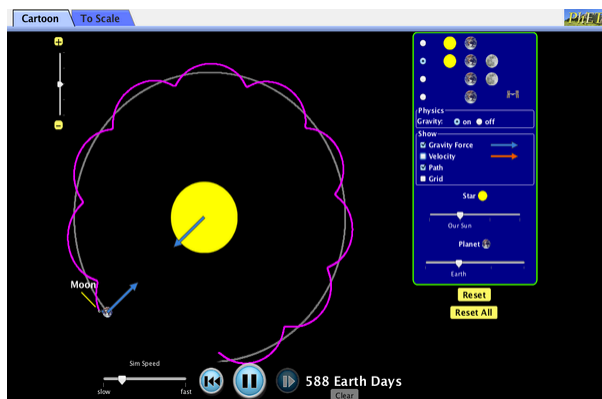 Cartoon
To Scale
PhET
+
−
Moon
Physics
Gravity: on off
Show
Gravity Force
Velocity
Path
Grid
Star
Our Sun
Planet
Earth
Reset
Reset All
Sim Speed
slow fast
588 Earth Days
Clear